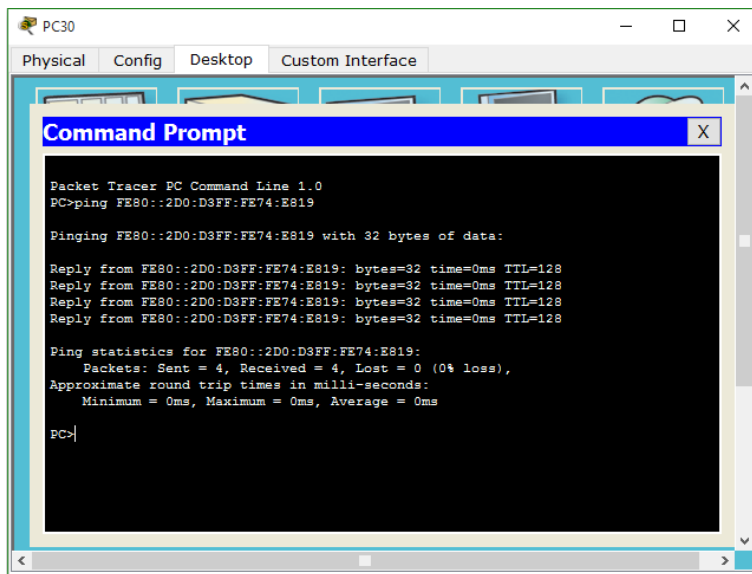 PC30
Physical Config Desktop Custom Interface
Command Prompt X
Packet Tracer PC Command Line 1.0
PC>ping FE80::2D0:D3FF:FE74:E819
Pinging FE80::2D0:D3FF:FE74:E819 with 32 bytes of data:
Reply from FE80::2D0:D3FF:FE74:E819: bytes=32 time=0ms TTL=128
Reply from FE80::2D0:D3FF:FE74:E819: bytes=32 time=0ms TTL=128
Reply from FE80::2D0:D3FF:FE74:E819: bytes=32 time=0ms TTL=128
Reply from FE80::2D0:D3FF:FE74:E819: bytes=32 time=0ms TTL=128
Ping statistics for FE80::2D0:D3FF:FE74:E819:
Packets: Sent = 4, Received = 4, Lost = 0 (0% loss),
Approximate round trip times in milli-seconds:
Minimum = 0ms, Maximum = 0ms, Average = 0ms
PC>